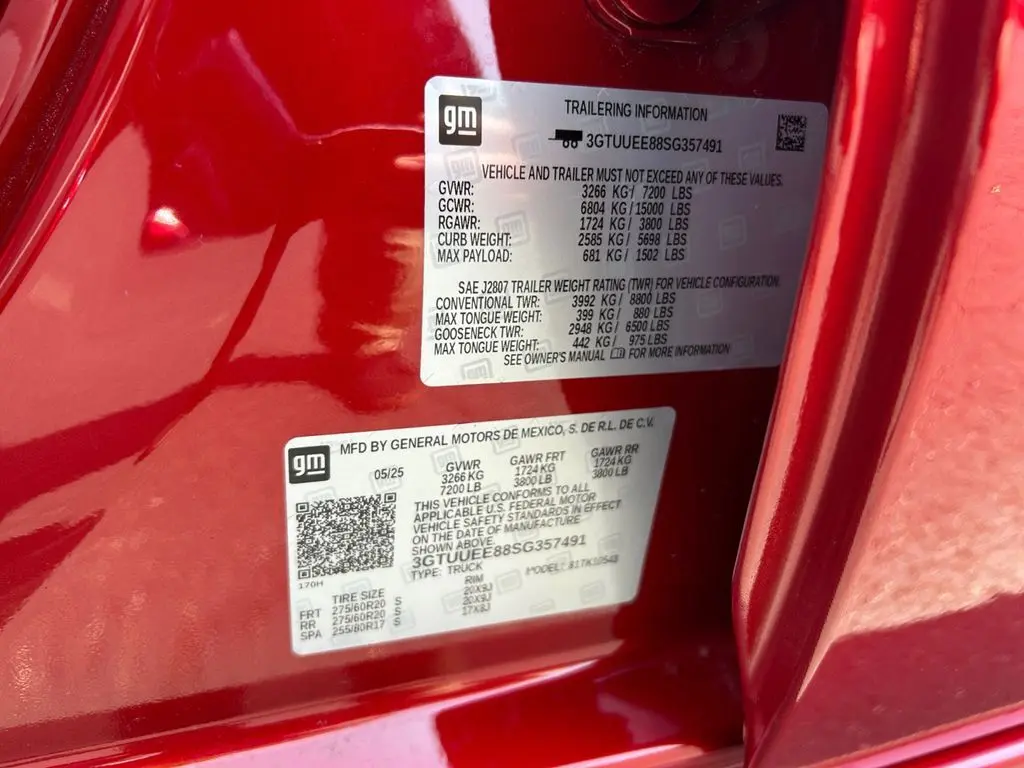 gm
TRAILERING INFORMATION
3GTUUEE88SG357491
VEHICLE AND TRAILER MUST NOT EXCEED ANY OF THESE VALUES.
GVWR: 3266 KG/ 7200 LBS
GCWR: 6804 KG/15000 LBS
RGAWR: 1724 KG/ 3800 LBS
CURB WEIGHT: 2585 KG/ 5698 LBS
MAX PAYLOAD: 681 KG/ 1502 LBS
SAE J2807 TRAILER WEIGHT RATING (TWR) FOR VEHICLE CONFIGURATION.
CONVENTIONAL TWR: 3992 KG/ 8800 LBS
MAX TONGUE WEIGHT: 399 KG/ 880 LBS
GOOSENECK TWR: 2948 KG/ 6500 LBS
MAX TONGUE WEIGHT: 442 KG/ 975 LBS
SEE OWNER'S MANUAL FOR MORE INFORMATION
gm
MFD BY GENERAL MOTORS DE MEXICO, S. DE R.L. DE C.V.
05/25 GVWR GAWR FRT GAWR RR
3266 KG 1724 KG 1724 KG
7200 LB 3800 LB 3800 LB
THIS VEHICLE CONFORMS TO ALL
APPLICABLE U.S. FEDERAL MOTOR
VEHICLE SAFETY STANDARDS IN EFFECT
ON THE DATE OF MANUFACTURE
SHOWN ABOVE.
3GTUUEE88SG357491
TYPE: TRUCK MODEL:
170H
TIRE SIZE RIM
FRT 275/60R20 S 20X9J
RR 275/60R20 S 20X9J
SPA 255/80R17 S 17X8J